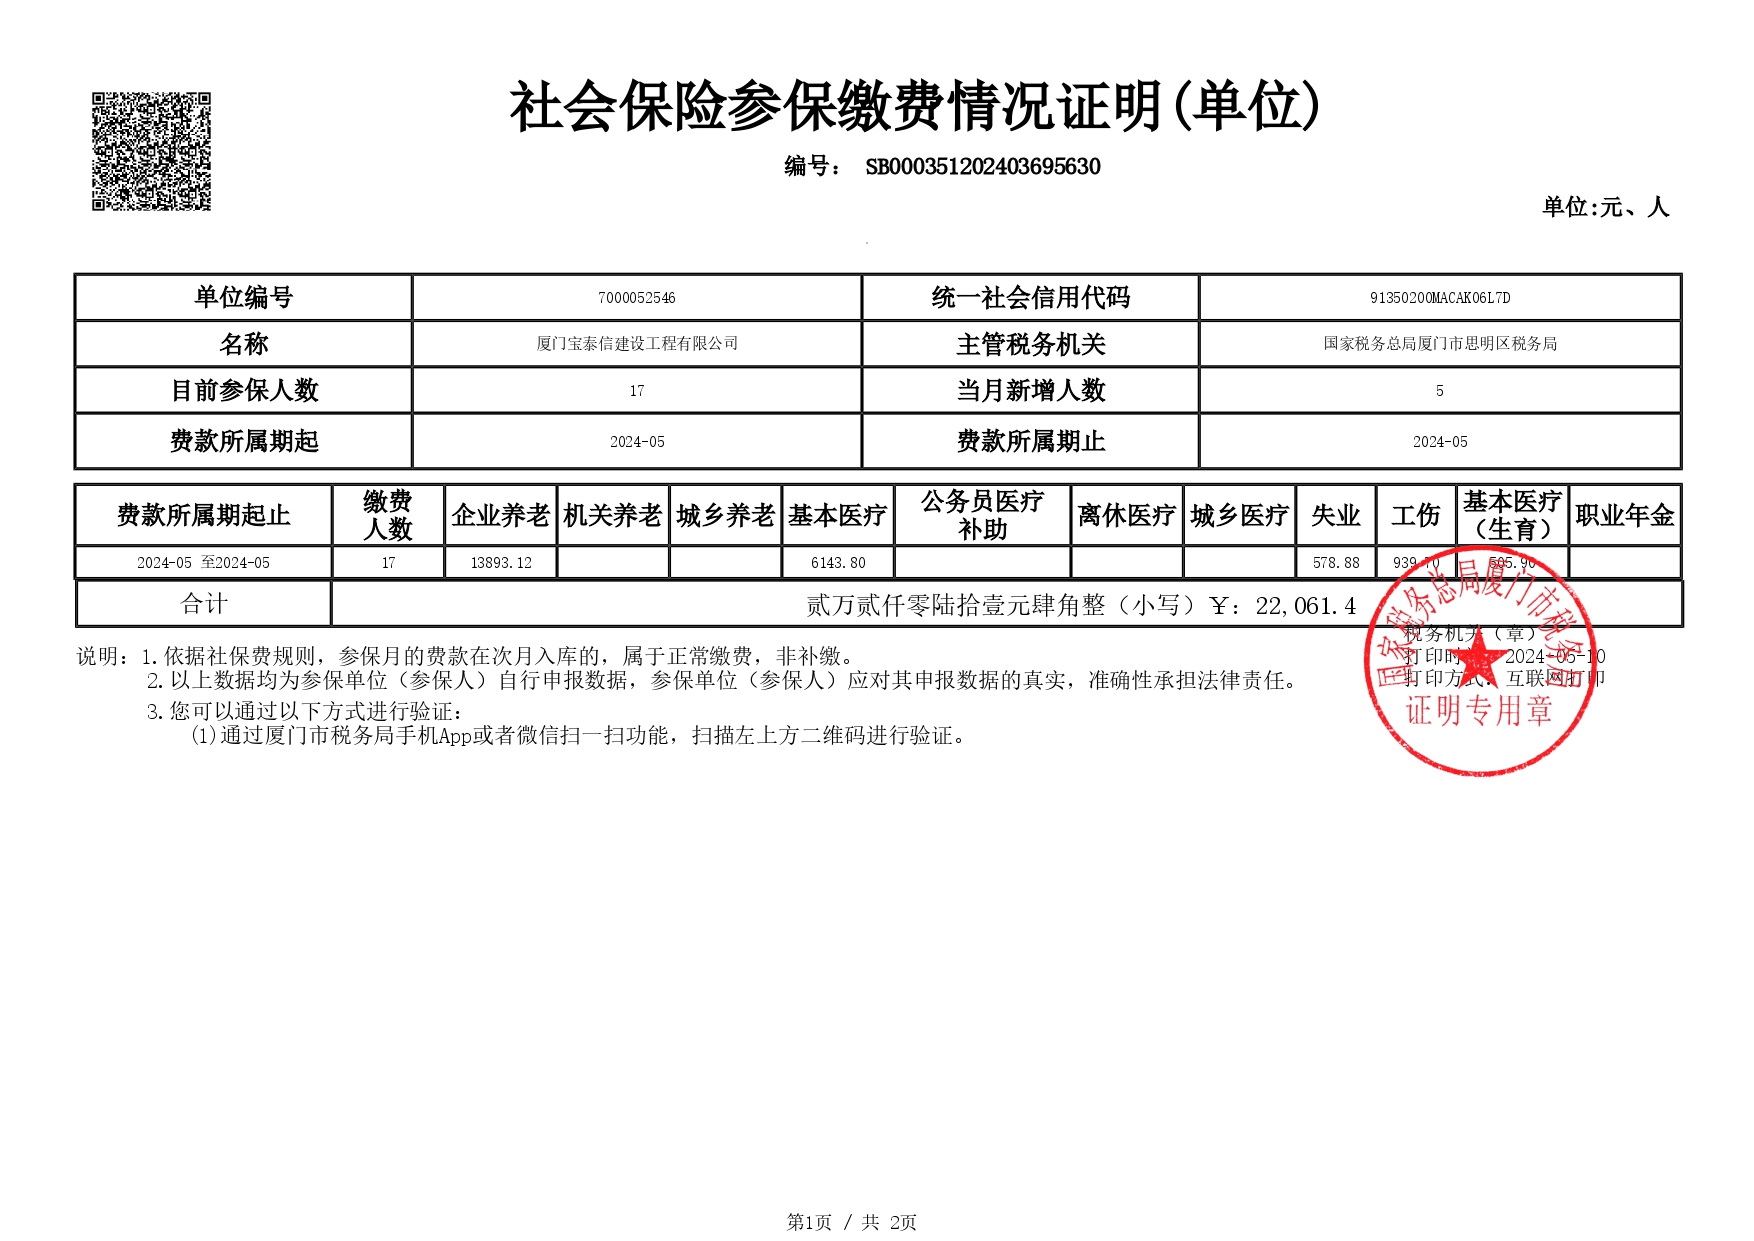 社会保险参保缴费情况证明(单位)
编号： SB000351202403695630
单位:元、人
单位编号 7000052546 统一社会信用代码 91350200MACAK06L7D
名称 厦门宝泰信建设工程有限公司 主管税务机关 国家税务总局厦门市思明区税务局
目前参保人数 17 当月新增人数 5
费款所属期起 2024-05 费款所属期止 2024-05
费款所属期起止 缴费人数 企业养老 机关养老 城乡养老 基本医疗 公务员医疗补助 离休医疗 城乡医疗 失业 工伤 基本医疗（生育） 职业年金
2024-05 至2024-05 17 13893.12 6143.80 578.88 939.70 505.90
合计 贰万贰仟零陆拾壹元肆角整（小写）￥：22,061.4
税务机关（章）
打印时间：2024-06-10
打印方式：互联网打印
国家税务总局厦门市税务局
证明专用章
说明：1.依据社保费规则，参保月的费款在次月入库的，属于正常缴费，非补缴。
2.以上数据均为参保单位（参保人）自行申报数据，参保单位（参保人）应对其申报数据的真实，准确性承担法律责任。
3.您可以通过以下方式进行验证：
(1)通过厦门市税务局手机App或者微信扫一扫功能，扫描左上方二维码进行验证。
第1页 / 共 2页